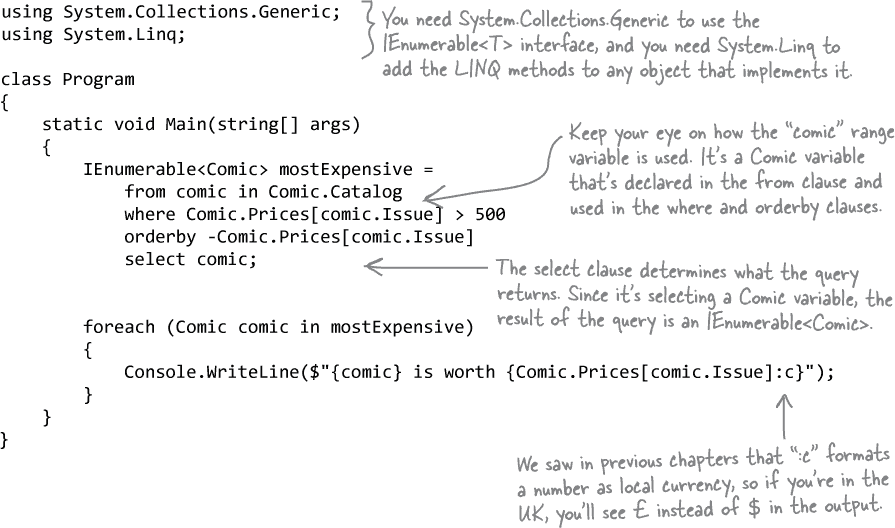 using System.Collections.Generic;
using System.Linq;
You need System.Collections.Generic to use the
IEnumerable<T> interface, and you need System.Linq to
add the LINQ methods to any object that implements it.
class Program
{
    static void Main(string[] args)
    {
        IEnumerable<Comic> mostExpensive =
            from comic in Comic.Catalog
            where Comic.Prices[comic.Issue] > 500
            orderby -Comic.Prices[comic.Issue]
            select comic;
Keep your eye on how the "comic" range
variable is used. It's a Comic variable
that's declared in the from clause and
used in the where and orderby clauses.
The select clause determines what the query
returns. Since it's selecting a Comic variable, the
result of the query is an IEnumerable<Comic>.
        foreach (Comic comic in mostExpensive)
        {
            Console.WriteLine($"{comic} is worth {Comic.Prices[comic.Issue]:c}");
        }
    }
}
We saw in previous chapters that ":c" formats
a number as local currency, so if you're in the
UK, you'll see £ instead of $ in the output.